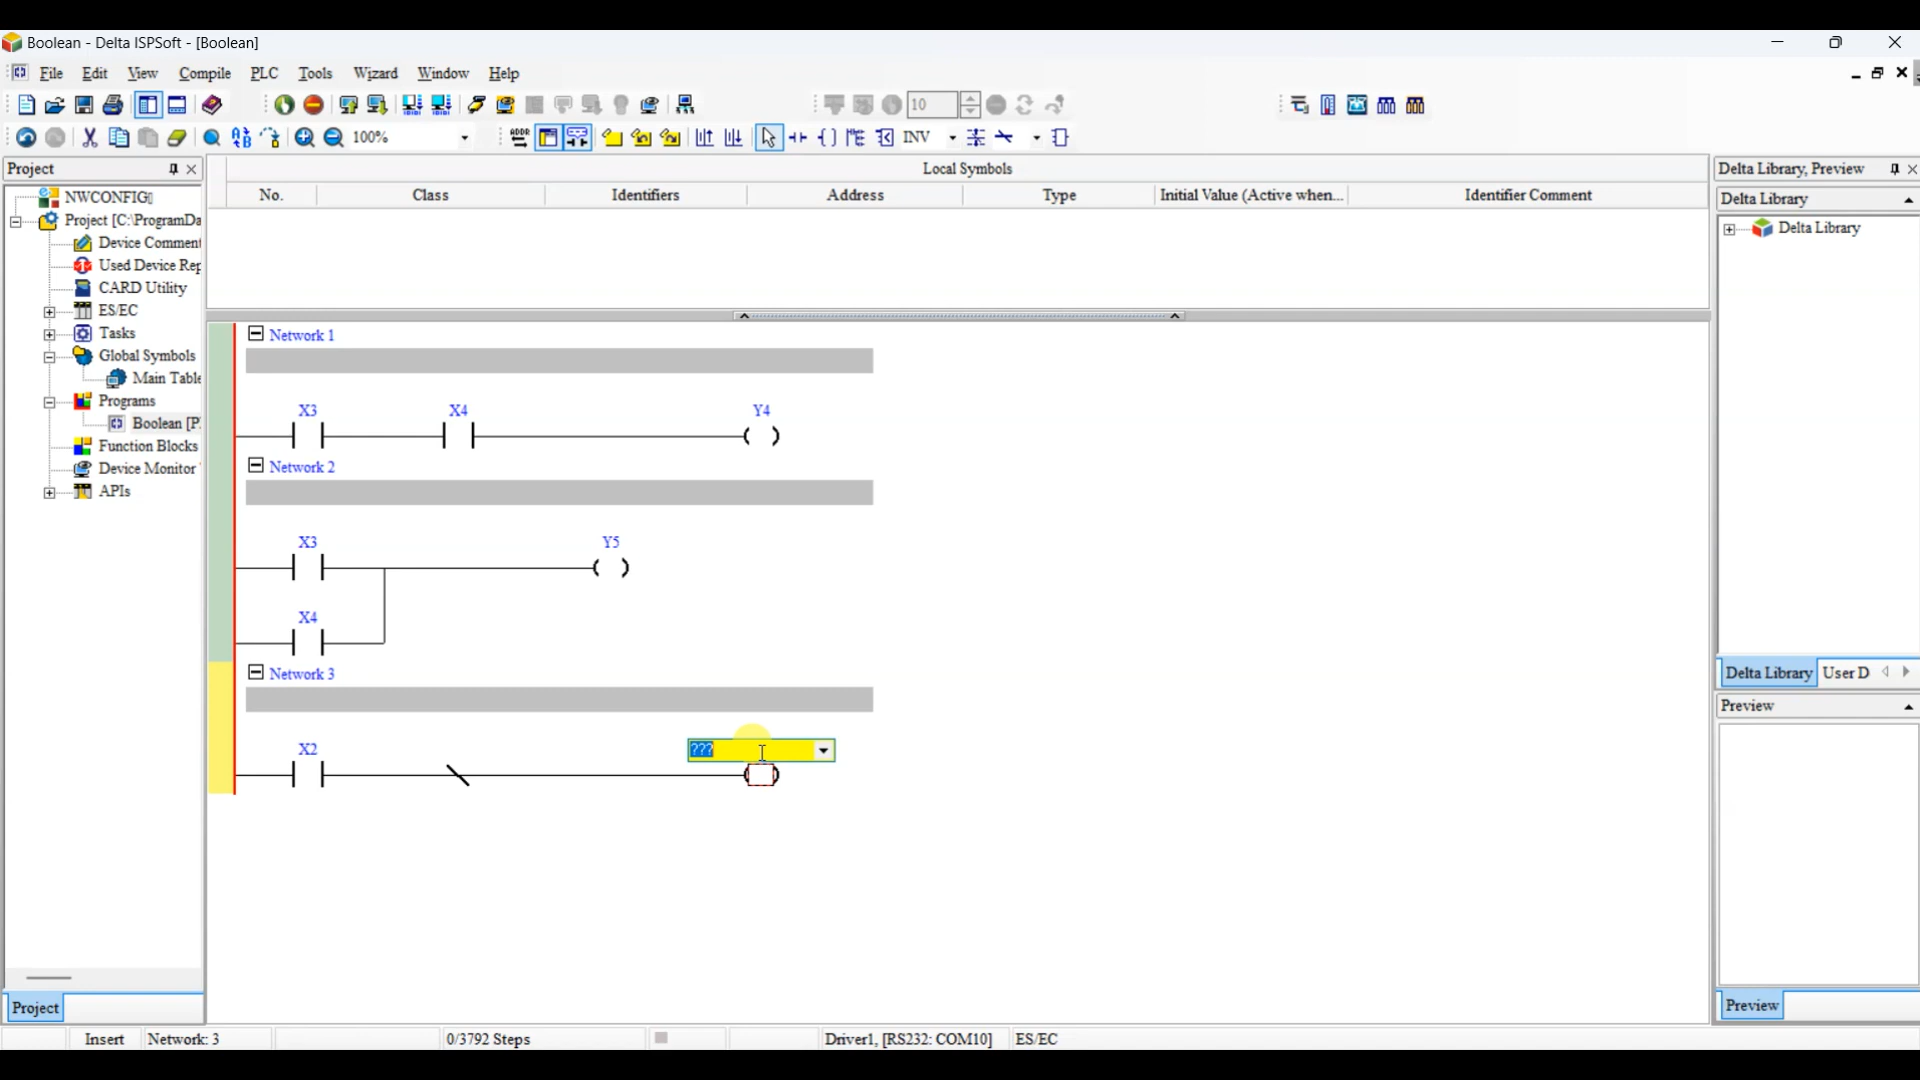 Boolean - Delta ISPSoft - [Boolean]
File Edit View Compile PLC Tools Wizard Window Help
10
100% ADDR INV
Project
NWCONFIG
Project [C:\ProgramDa
Device Comment
Used Device Rep
CARD Utility
ES/EC
Tasks
Global Symbols
Main Table
Programs
Boolean [P
Function Blocks
Device Monitor
APIs
Project
Local Symbols
No. Class Identifiers Address Type Initial Value (Active when... Identifier Comment
Network 1
X3 X4 Y4
Network 2
X3 Y5
X4
Network 3
X2 ???
Delta Library, Preview
Delta Library
Delta Library
Delta Library User D
Preview
Preview
Insert Network: 3 0/3792 Steps Driver1, [RS232: COM10] ES/EC